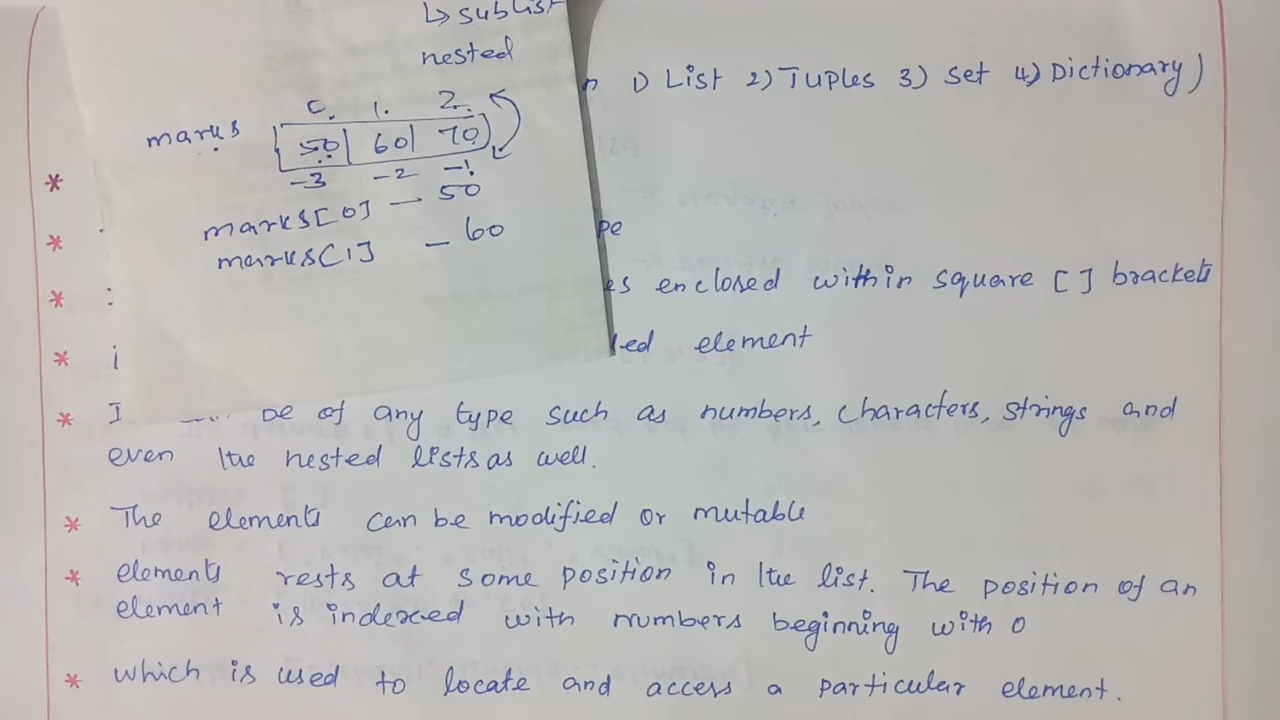 ↳ sublist
nested
0. 1. 2.
marks 50 | 60 | 70
-3 -2 -1
marks[0] — 50
marks[1] — 60
1) List 2) Tuples 3) Set 4) Dictionary)
*
*
* enclosed within square [ ] brackets
* element
* of any type such as numbers, characters, strings and
even the nested lists as well.
* The elements can be modified or mutable
* elements rests at some position in the list. The position of an
element is indexed with numbers beginning with 0
* which is used to locate and access a particular element.